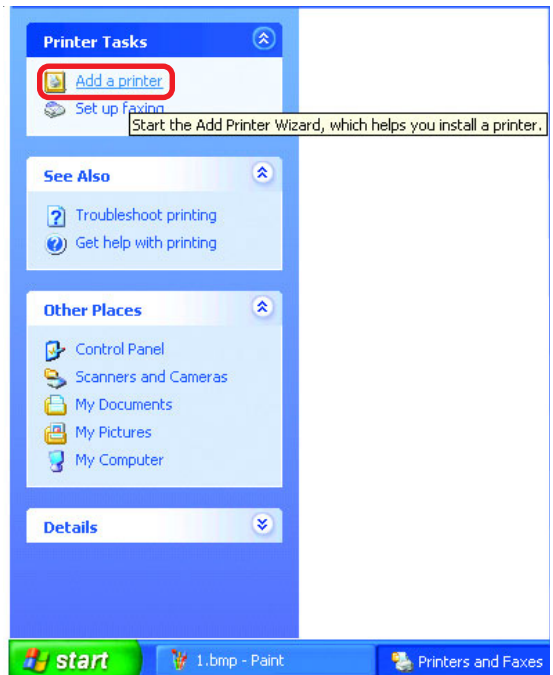 Printer Tasks
Add a printer
Set up faxing
Start the Add Printer Wizard, which helps you install a printer.
See Also
Troubleshoot printing
Get help with printing
Other Places
Control Panel
Scanners and Cameras
My Documents
My Pictures
My Computer
Details
start
1.bmp - Paint
Printers and Faxes